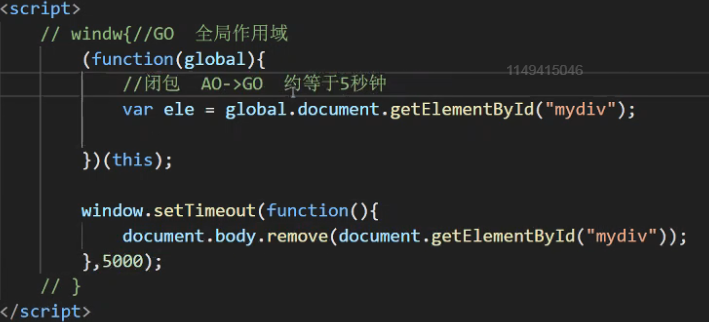 <script>
// windw{//GO 全局作用域
(function(global){
1149415046
//闭包 AO->GO 约等于5秒钟
var ele = global.document.getElementById("mydiv");
})(this);
window.setTimeout(function(){
document.body.remove(document.getElementById("mydiv"));
},5000);
// }
</script>